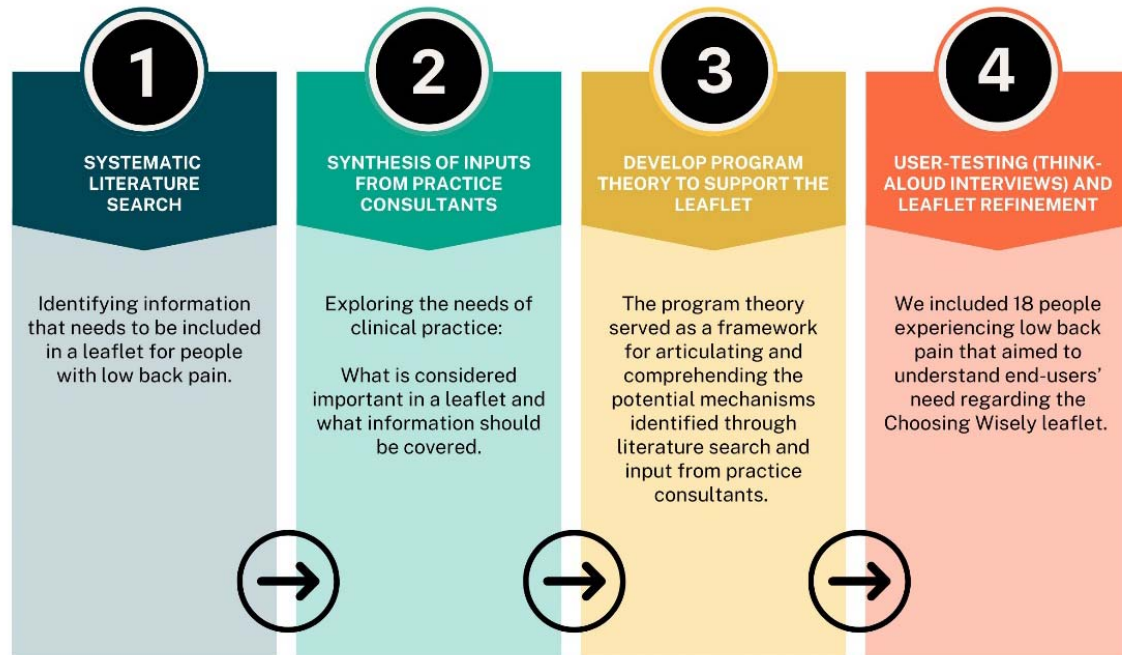 1
SYSTEMATIC
LITERATURE
SEARCH
Identifying information
that needs to be included
in a leaflet for people
with low back pain.
2
SYNTHESIS OF INPUTS
FROM PRACTICE
CONSULTANTS
Exploring the needs of
clinical practice:
What is considered
important in a leaflet and
what information should
be covered.
3
DEVELOP PROGRAM
THEORY TO SUPPORT THE
LEAFLET
The program theory
served as a framework
for articulating and
comprehending the
potential mechanisms
identified through
literature search and
input from practice
consultants.
4
USER-TESTING (THINK-
ALOUD INTERVIEWS) AND
LEAFLET REFINEMENT
We included 18 people
experiencing low back
pain that aimed to
understand end-users'
need regarding the
Choosing Wisely leaflet.